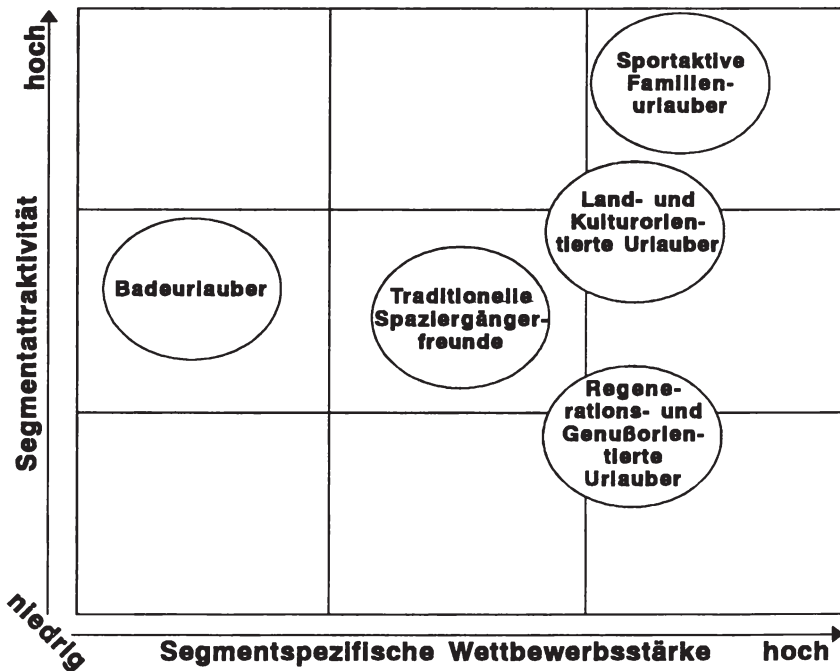 hoch
Segmentattraktivität
niedrig
Sportaktive
Familien-
urlauber
Land- und
Kulturorien-
tierte Urlauber
Badeurlauber
Traditionelle
Spaziergänger-
freunde
Regene-
rations- und
Genußorien-
tierte
Urlauber
Segmentspezifische Wettbewerbsstärke hoch